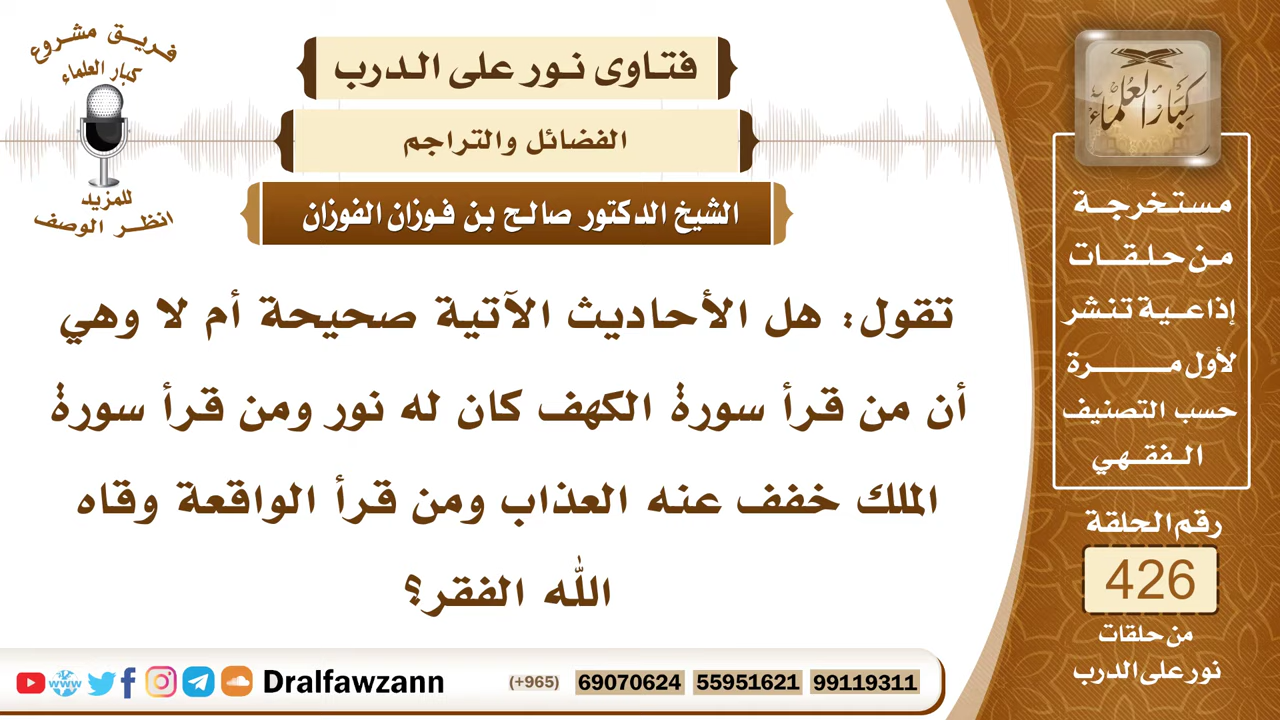 فريق مشروع
كبار العلماء
للمزيد
انظر الوصف
فتاوى نور على الدرب
الفضائل والتراجم
الشيخ الدكتور صالح بن فوزان الفوزان
تقول: هل الأحاديث الآتية صحيحة أم لا وهي
أن من قرأ سورة الكهف كان له نور ومن قرأ سورة
الملك خفف عنه العذاب ومن قرأ الواقعة وقاه
الله الفقر؟
كبار العلماء
مستخرجة
من حلقات
إذاعية تنشر
لأول مرة
حسب التصنيف
الفقهي
رقم الحلقة
426
من حلقات
نور على الدرب
www
Dralfawzann
(+965) 69070624 55951621 99119311